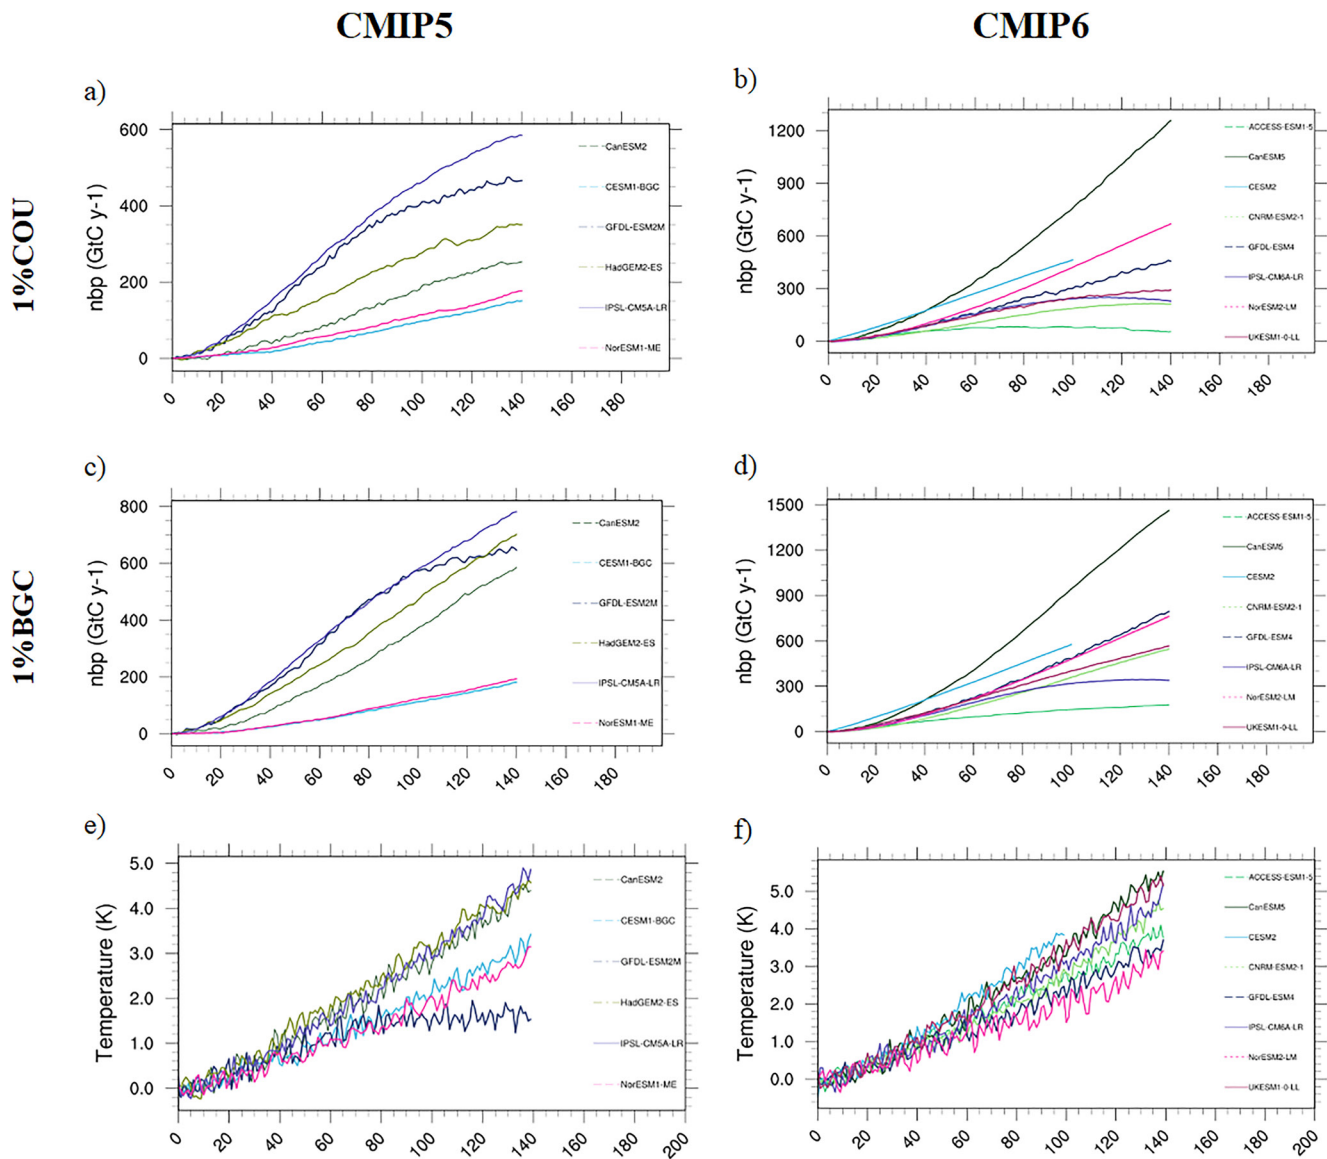 CMIP5
CMIP6
1%COU
a)
nbp (GtC y-1)
600
400
200
0
0 20 40 60 80 100 120 140 160 180
CanESM2
CESM1-BGC
GFDL-ESM2M
HadGEM2-ES
IPSL-CM5A-LR
NorESM1-ME
b)
nbp (GtC y-1)
1200
900
600
300
0
0 20 40 60 80 100 120 140 160 180
ACCESS-ESM1-5
CanESM5
CESM2
CNRM-ESM2-1
GFDL-ESM4
IPSL-CM6A-LR
NorESM2-LM
UKESM1-0-LL
1%BGC
c)
nbp (GtC y-1)
800
600
400
200
0
0 20 40 60 80 100 120 140 160 180
CanESM2
CESM1-BGC
GFDL-ESM2M
HadGEM2-ES
IPSL-CM5A-LR
NorESM1-ME
d)
nbp (GtC y-1)
1500
1200
900
600
300
0
0 20 40 60 80 100 120 140 160 180
ACCESS-ESM1-5
CanESM5
CESM2
CNRM-ESM2-1
GFDL-ESM4
IPSL-CM6A-LR
NorESM2-LM
UKESM1-0-LL
e)
Temperature (K)
5.0
4.0
3.0
2.0
1.0
0.0
0 20 40 60 80 100 120 140 160 180 200
CanESM2
CESM1-BGC
GFDL-ESM2M
HadGEM2-ES
IPSL-CM5A-LR
NorESM1-ME
f)
Temperature (K)
5.0
4.0
3.0
2.0
1.0
0.0
0 20 40 60 80 100 120 140 160 180 200
ACCESS-ESM1-5
CanESM5
CESM2
CNRM-ESM2-1
GFDL-ESM4
IPSL-CM6A-LR
NorESM2-LM
UKESM1-0-LL